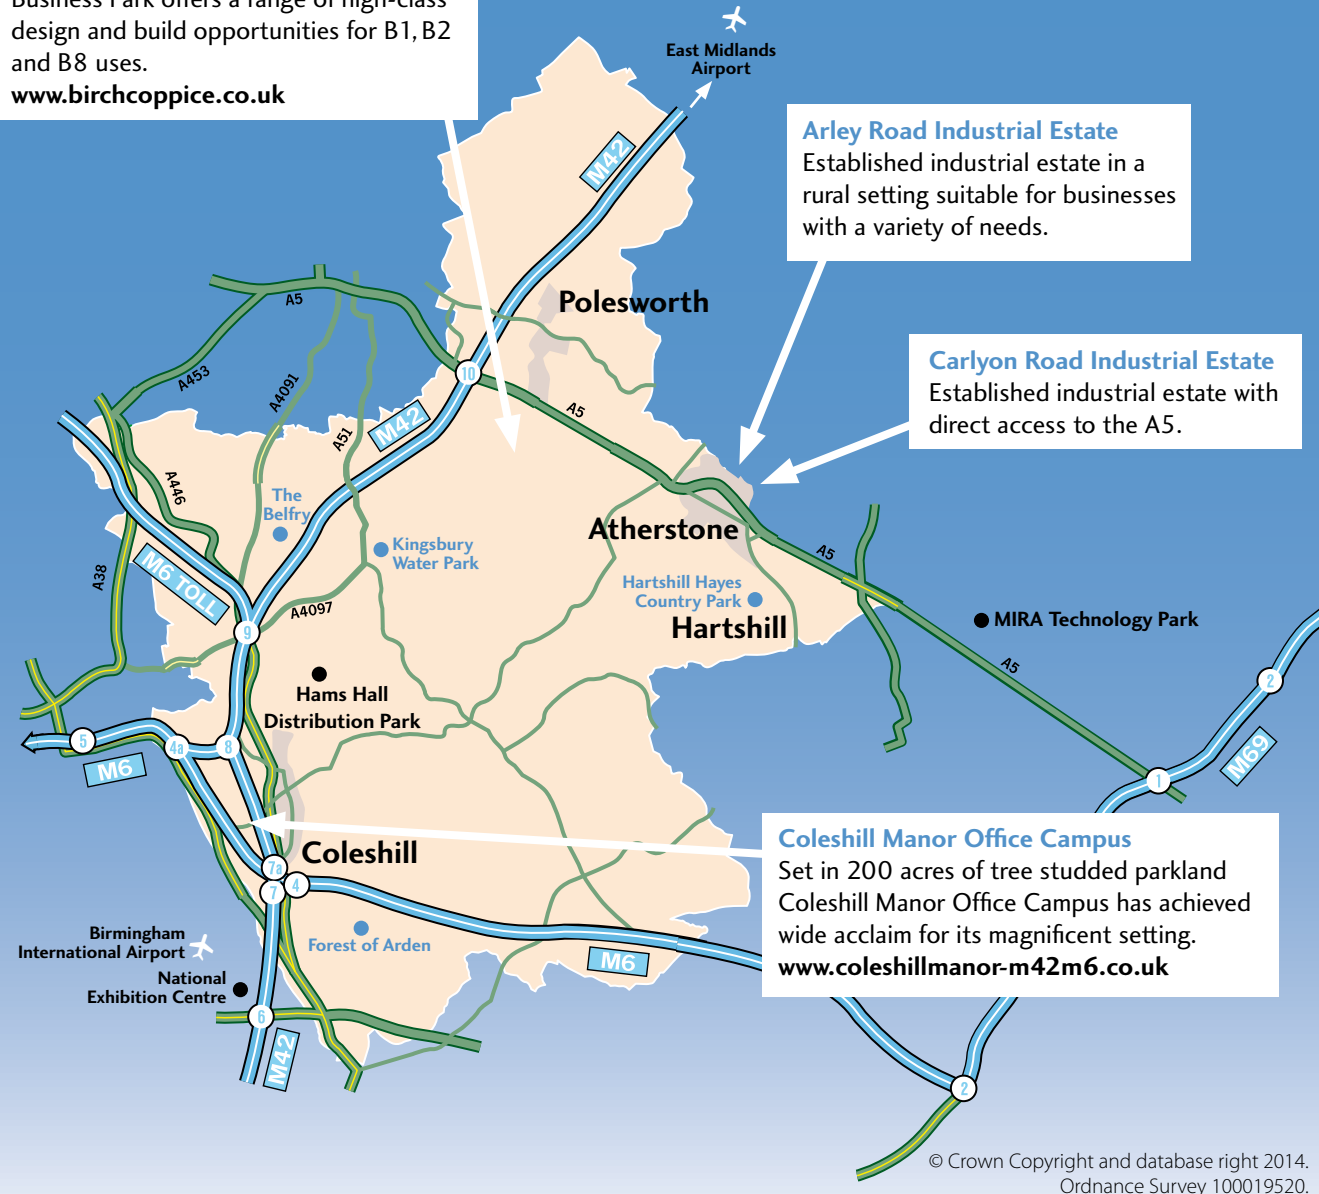 Business Park offers a range of high-class
design and build opportunities for B1, B2
and B8 uses.
www.birchcoppice.co.uk
East Midlands
Airport
M42
Arley Road Industrial Estate
Established industrial estate in a
rural setting suitable for businesses
with a variety of needs.
Polesworth
A5
Carlyon Road Industrial Estate
Established industrial estate with
direct access to the A5.
10
A453
A4091
A5
M42
A51
A446
The
Belfry
Atherstone
Kingsbury
Water Park
A5
M6 TOLL
A38
Hartshill Hayes
Country Park
A4097
MIRA Technology Park
9
Hartshill
A5
Hams Hall
Distribution Park
2
5
4a
8
M6
M69
1
Coleshill Manor Office Campus
Set in 200 acres of tree studded parkland
Coleshill Manor Office Campus has achieved
wide acclaim for its magnificent setting.
www.coleshillmanor-m42m6.co.uk
Coleshill
7a
7
4
Birmingham
International Airport
Forest of Arden
M6
National
Exhibition Centre
6
M42
2
© Crown Copyright and database right 2014.
Ordnance Survey 100019520.